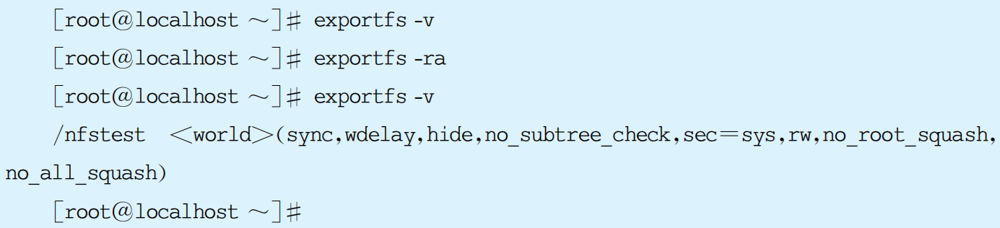 [root@localhost ~]# exportfs -v
[root@localhost ~]# exportfs -ra
[root@localhost ~]# exportfs -v
/nfstest  <world>(sync,wdelay,hide,no_subtree_check,sec=sys,rw,no_root_squash,
no_all_squash)
[root@localhost ~]#